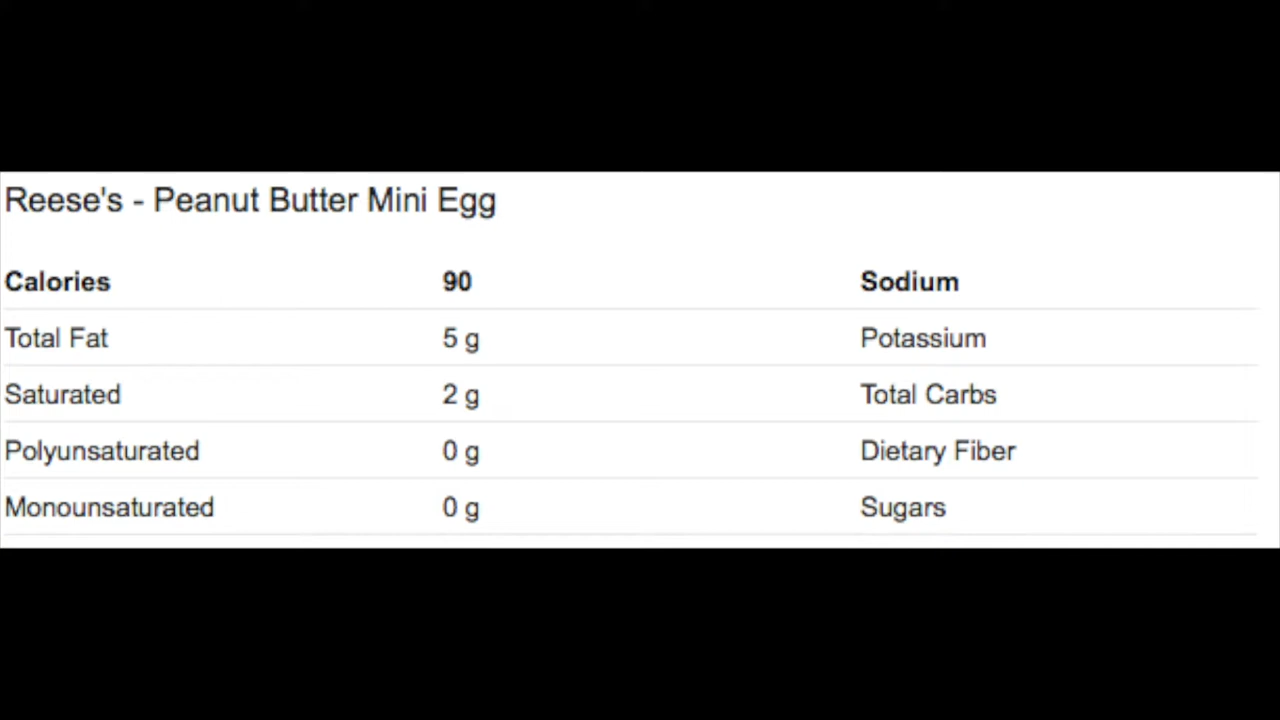 Reese's - Peanut Butter Mini Egg
Calories 90 Sodium
Total Fat 5 g Potassium
Saturated 2 g Total Carbs
Polyunsaturated 0 g Dietary Fiber
Monounsaturated 0 g Sugars